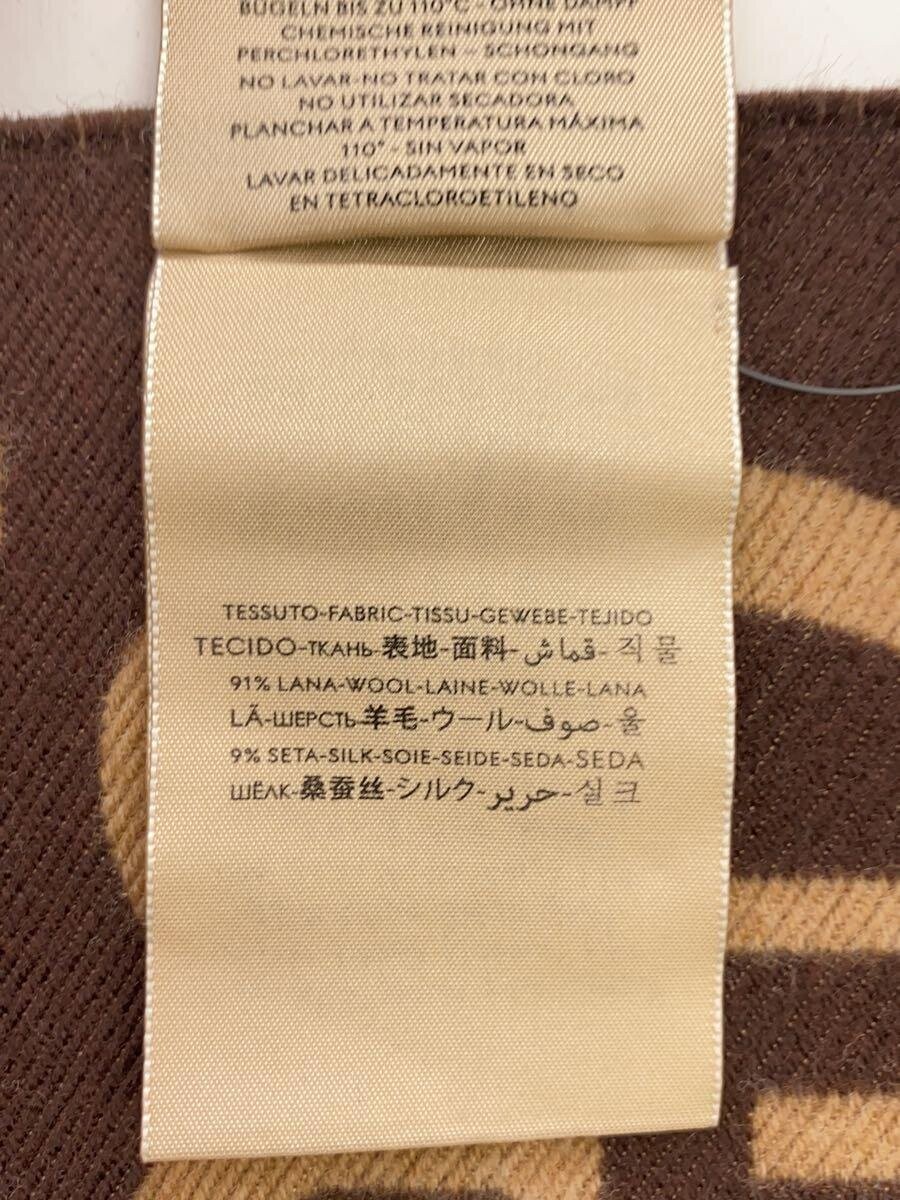 BÜGELN BIS ZU 110°C - OHNE DAMPF
CHEMISCHE REINIGUNG MIT
PERCHLORETHYLEN – SCHONGANG
NO LAVAR-NO TRATAR CON CLORO
NO UTILIZAR SECADORA
PLANCHAR A TEMPERATURA MÁXIMA
110° - SIN VAPOR
LAVAR DELICADAMENTE EN SECO
EN TETRACLOROETILENO
TESSUTO-FABRIC-TISSU-GEWEBE-TEJIDO
TECIDO-ТКАНЬ-表地-面料-قماش-직물
91% LANA-WOOL-LAINE-WOLLE-LANA
LÃ-ШЕРСТЬ-羊毛-ウール-صوف-울
9% SETA-SILK-SOIE-SEIDE-SEDA-SEDA
ШЁЛК-桑蚕丝-シルク-حرير-실크